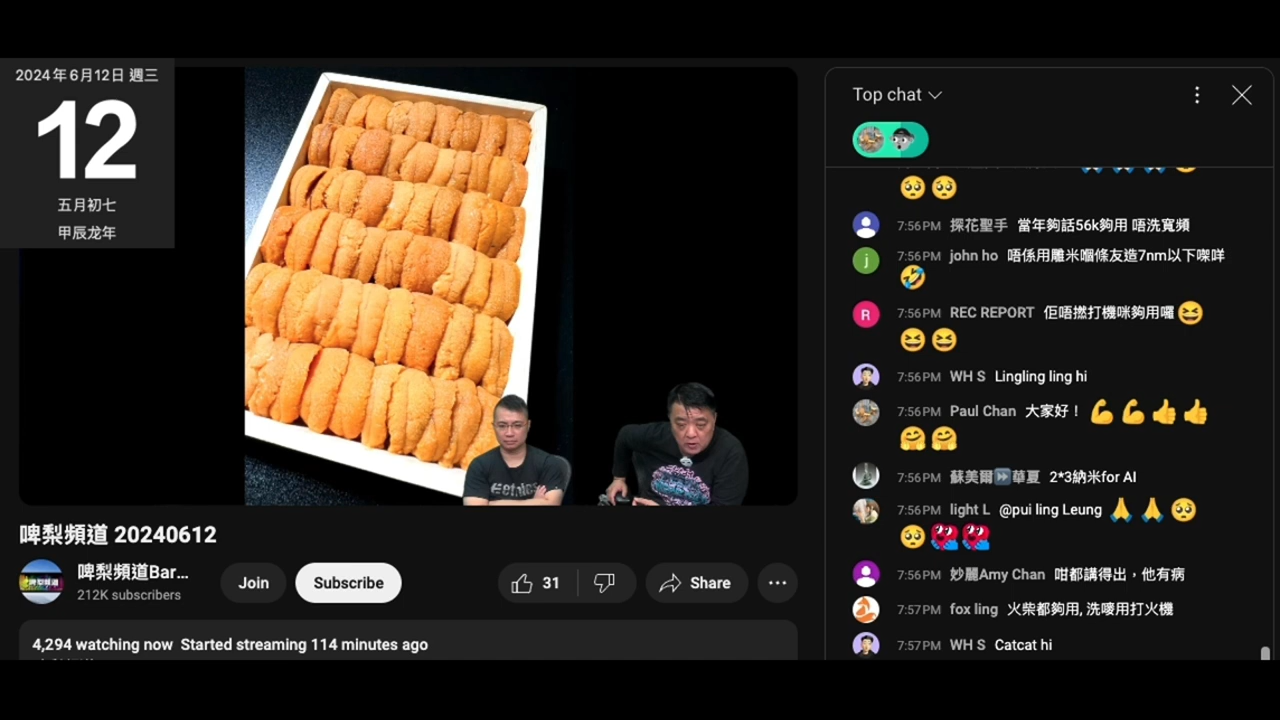 2024年6月12日 週三
12
五月初七
甲辰龙年
Top chat
7:56PM 探花聖手 當年夠話56k夠用 唔洗寬頻
j
7:56PM john ho 唔係用雕米嗰條友造7nm以下㗎咩
R
7:56PM REC REPORT 佢唔撚打機咪夠用囉😆
😆😆
7:56PM WH S Lingling ling hi
7:56PM Paul Chan 大家好！💪💪👍👍
🤗🤗
7:56PM 蘇美爾⏩華夏 2*3納米for AI
7:56PM light L @pui ling Leung 🙏🙏🥺
7:56PM 妙麗Amy Chan 咁都講得出，他有病
7:57PM fox ling 火柴都夠用, 洗嘜用打火機
7:57PM WH S Catcat hi
啤梨頻道 20240612
啤梨頻道Bar...
212K subscribers
Join
Subscribe
31
Share
4,294 watching now Started streaming 114 minutes ago